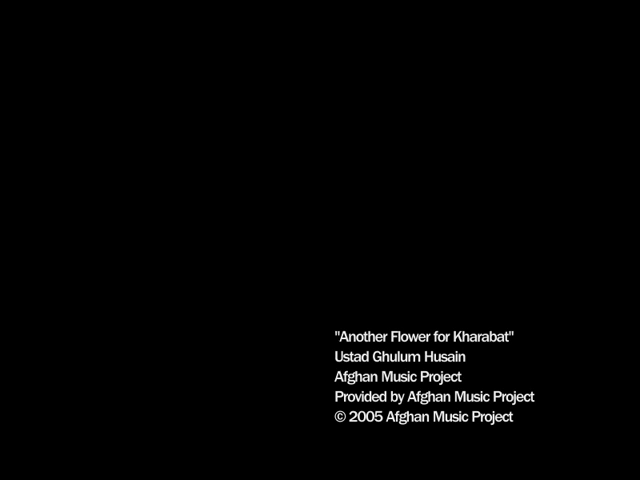 "Another Flower for Kharabat"
Ustad Ghulum Husain
Afghan Music Project
Provided by Afghan Music Project
© 2005 Afghan Music Project